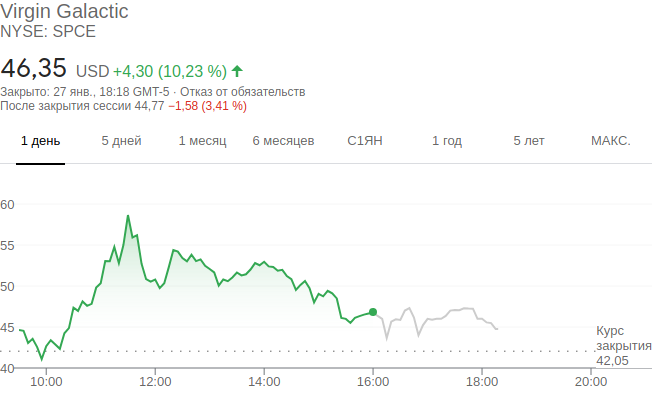 Virgin Galactic
NYSE: SPCE
46,35 USD +4,30 (10,23 %)
Закрыто: 27 янв., 18:18 GMT-5 · Отказ от обязательств
После закрытия сессии 44,77 −1,58 (3,41 %)
1 день 5 дней 1 месяц 6 месяцев С1ЯН 1 год 5 лет МАКС.
60
55
50
45
40
Курс
закрытия
42,05
10:00 12:00 14:00 16:00 18:00 20:00